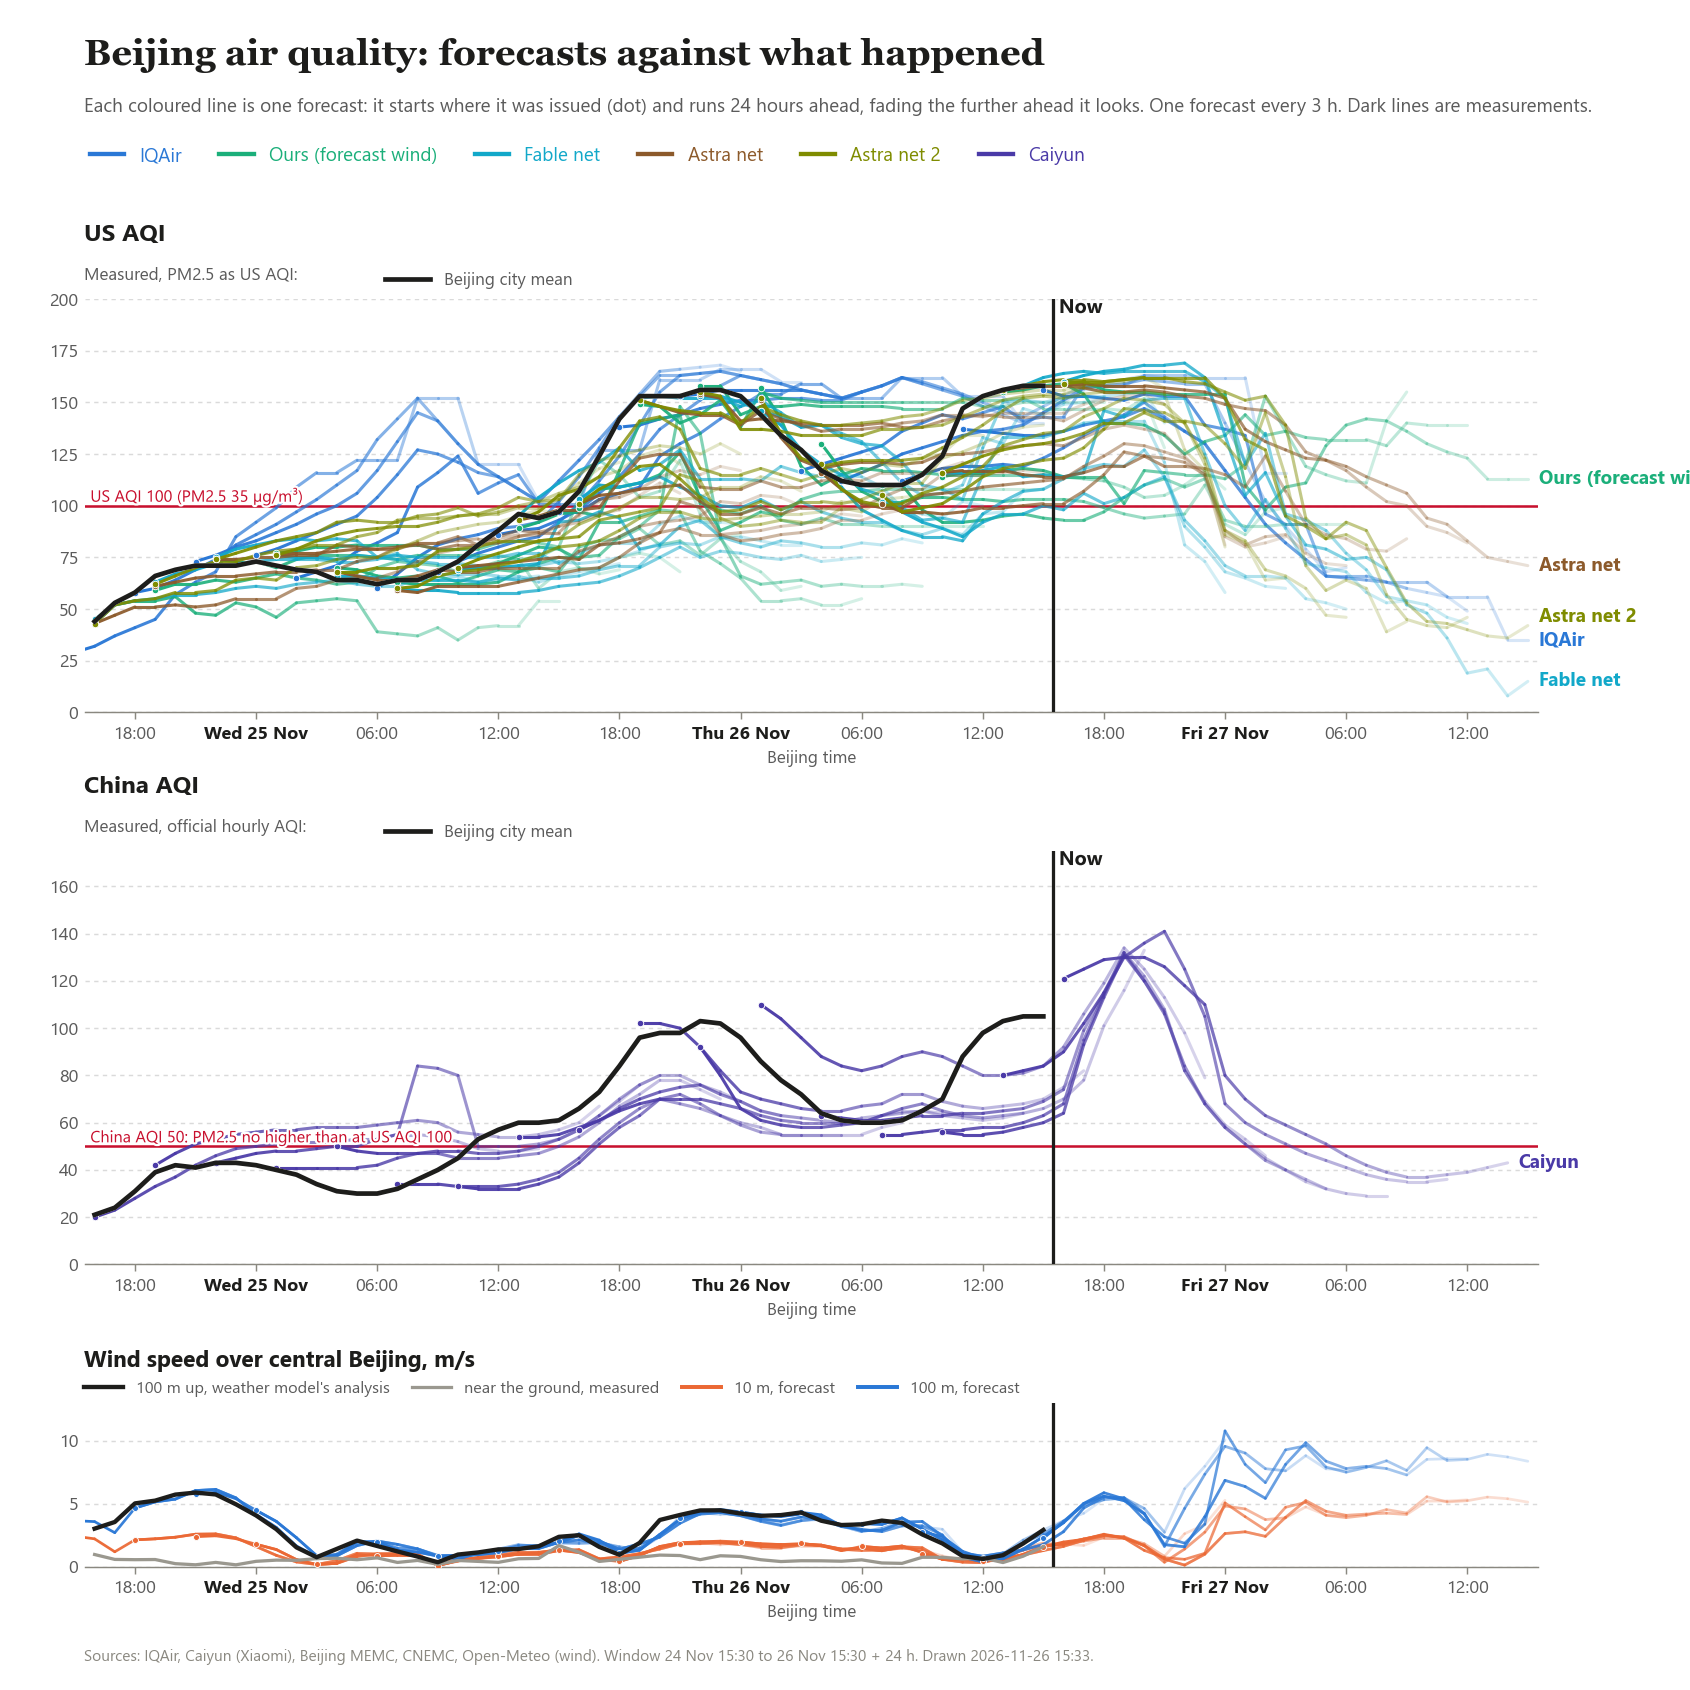 Beijing air quality: forecasts against what happened
Each coloured line is one forecast: it starts where it was issued (dot) and runs 24 hours ahead, fading the further ahead it looks. One forecast every 3 h. Dark lines are measurements.
IQAir Ours (forecast wind) Fable net Astra net Astra net 2 Caiyun
US AQI
Measured, PM2.5 as US AQI: Beijing city mean
200
Now
175
150
125
US AQI 100 (PM2.5 35 µg/m³)
Ours (forecast wi
100
75
Astra net
50
Astra net 2
IQAir
25
Fable net
0
18:00 Wed 25 Nov 06:00 12:00 18:00 Thu 26 Nov 06:00 12:00 18:00 Fri 27 Nov 06:00 12:00
Beijing time
China AQI
Measured, official hourly AQI: Beijing city mean
Now
160
140
120
100
80
60
China AQI 50: PM2.5 no higher than at US AQI 100
Caiyun
40
20
0
18:00 Wed 25 Nov 06:00 12:00 18:00 Thu 26 Nov 06:00 12:00 18:00 Fri 27 Nov 06:00 12:00
Beijing time
Wind speed over central Beijing, m/s
100 m up, weather model's analysis near the ground, measured 10 m, forecast 100 m, forecast
10
5
0
18:00 Wed 25 Nov 06:00 12:00 18:00 Thu 26 Nov 06:00 12:00 18:00 Fri 27 Nov 06:00 12:00
Beijing time
Sources: IQAir, Caiyun (Xiaomi), Beijing MEMC, CNEMC, Open-Meteo (wind). Window 24 Nov 15:30 to 26 Nov 15:30 + 24 h. Drawn 2026-11-26 15:33.